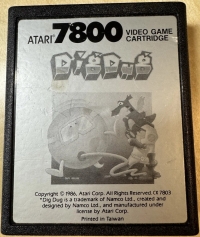 ATARI 7800 VIDEO GAME
CARTRIDGE
DIG DUG
Copyright © 1986, Atari Corp. All Rights Reserved. CX 7803
"Dig Dug is a trademark of Namco Ltd., created and
designed by Namco Ltd., and manufactured under
license by Atari Corp.
Printed in Taiwan